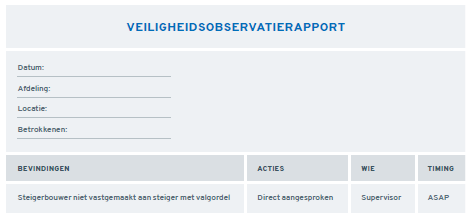 VEILIGHEIDSOBSERVATIERAPPORT
Datum:
Afdeling:
Locatie:
Betrokkenen:
BEVINDINGEN ACTIES WIE TIMING
Steigerbouwer niet vastgemaakt aan steiger met valgordel Direct aangesproken Supervisor ASAP